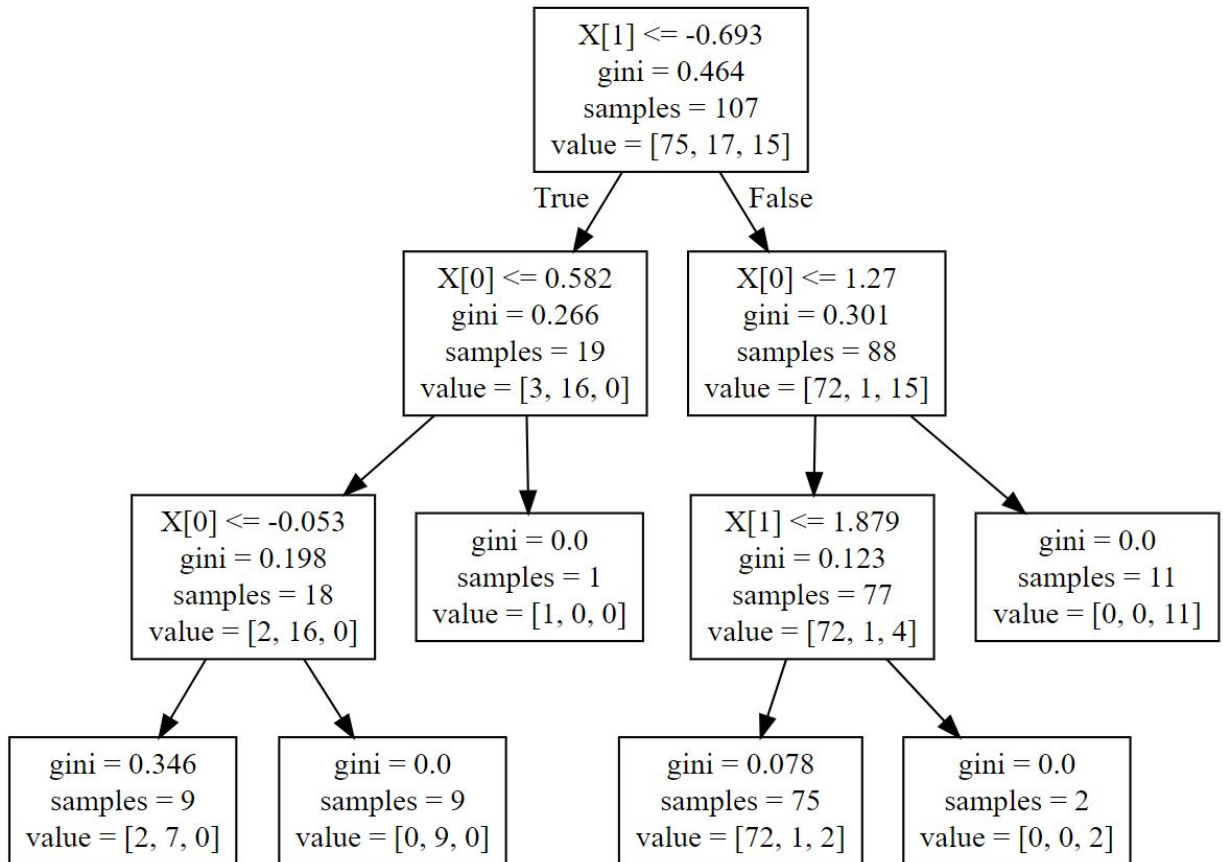 X[1] <= -0.693
gini = 0.464
samples = 107
value = [75, 17, 15]
True
False
X[0] <= 0.582
gini = 0.266
samples = 19
value = [3, 16, 0]
X[0] <= 1.27
gini = 0.301
samples = 88
value = [72, 1, 15]
X[0] <= -0.053
gini = 0.198
samples = 18
value = [2, 16, 0]
gini = 0.0
samples = 1
value = [1, 0, 0]
X[1] <= 1.879
gini = 0.123
samples = 77
value = [72, 1, 4]
gini = 0.0
samples = 11
value = [0, 0, 11]
gini = 0.346
samples = 9
value = [2, 7, 0]
gini = 0.0
samples = 9
value = [0, 9, 0]
gini = 0.078
samples = 75
value = [72, 1, 2]
gini = 0.0
samples = 2
value = [0, 0, 2]